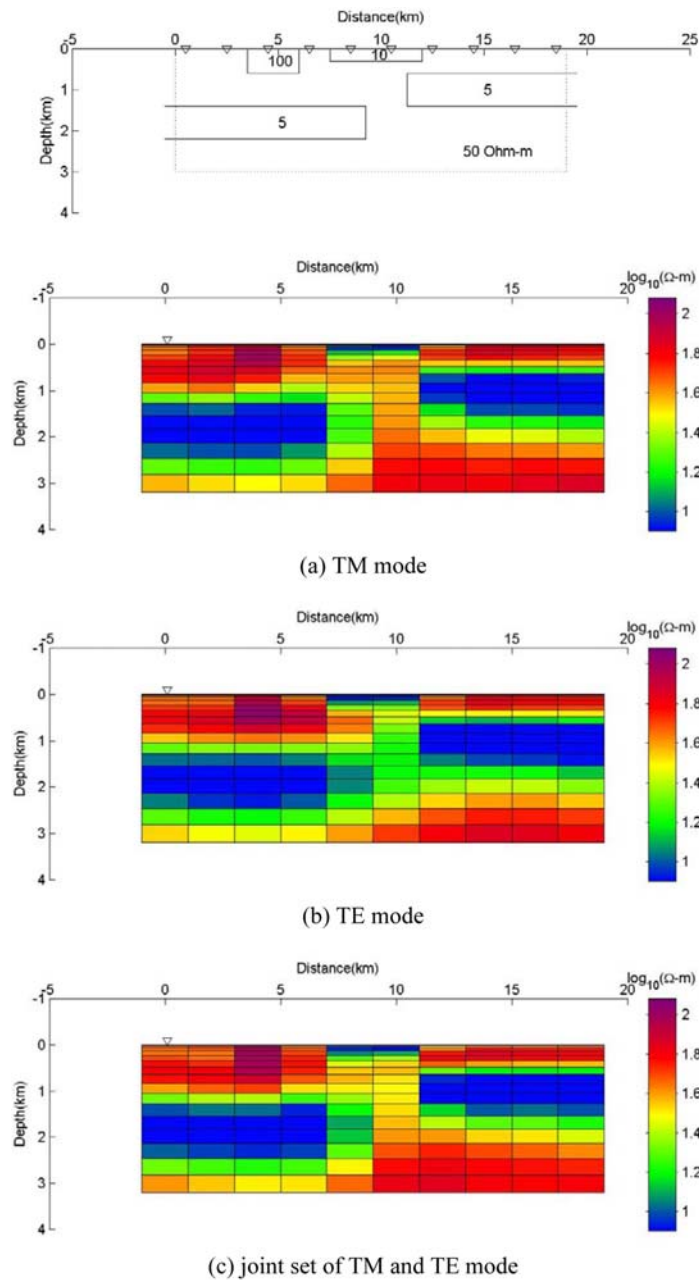 Distance(km)
-5 0 5 10 15 20 25
0 100 10
1 5
Depth(km)
2 5
50 Ohm-m
3
4
Distance(km)
log10(Ω-m)
-5 0 5 10 15 20
-1
0
1
2
3
4
Depth(km)
2
1.8
1.6
1.4
1.2
1
(a) TM mode
Distance(km)
log10(Ω-m)
-5 0 5 10 15 20
-1
0
1
2
3
4
Depth(km)
2
1.8
1.6
1.4
1.2
1
(b) TE mode
Distance(km)
log10(Ω-m)
-5 0 5 10 15 20
-1
0
1
2
3
4
Depth(km)
2
1.8
1.6
1.4
1.2
1
(c) joint set of TM and TE mode